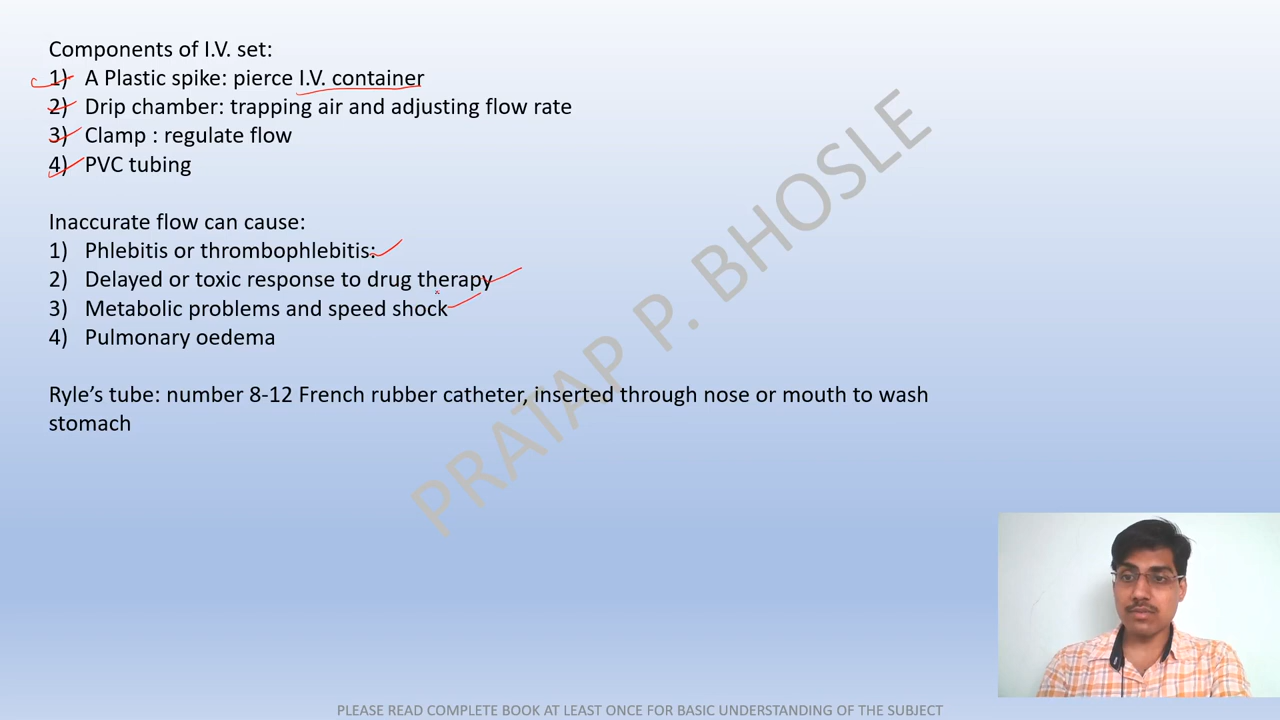 Components of I.V. set:
1) A Plastic spike: pierce I.V. container
2) Drip chamber: trapping air and adjusting flow rate
3) Clamp : regulate flow
4) PVC tubing
Inaccurate flow can cause:
1) Phlebitis or thrombophlebitis:
2) Delayed or toxic response to drug therapy
3) Metabolic problems and speed shock
4) Pulmonary oedema
Ryle’s tube: number 8-12 French rubber catheter, inserted through nose or mouth to wash
stomach
PRATAP P. BHOSLE
PLEASE READ COMPLETE BOOK AT LEAST ONCE FOR BASIC UNDERSTANDING OF THE SUBJECT